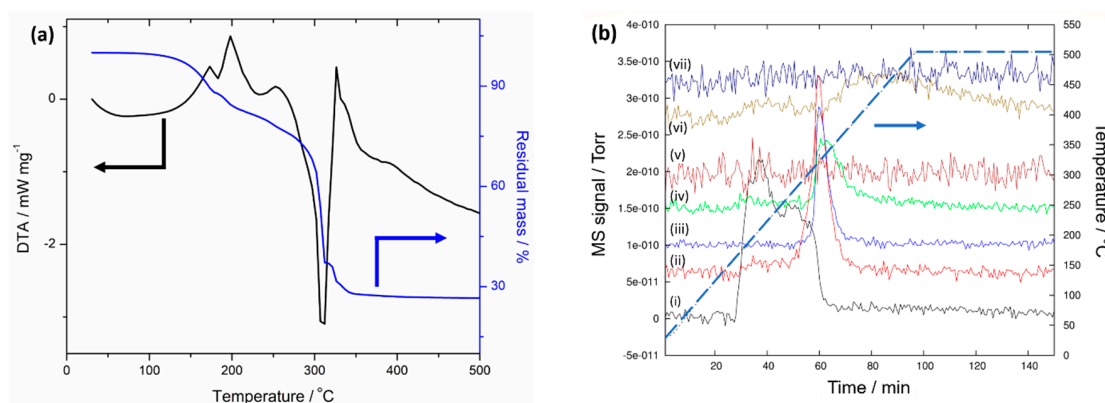 (a)
0
-2
DTA / mW mg⁻¹
0
100
200
300
400
500
Temperature / °C
90
60
30
Residual mass / %
(b)
4e-010
3.5e-010
3e-010
2.5e-010
2e-010
1.5e-010
1e-010
5e-011
0
-5e-011
MS signal / Torr
(vii)
(vi)
(v)
(iv)
(iii)
(ii)
(i)
20
40
60
80
100
120
140
Time / min
550
500
450
400
350
300
250
200
150
100
50
0
Temperature / °C